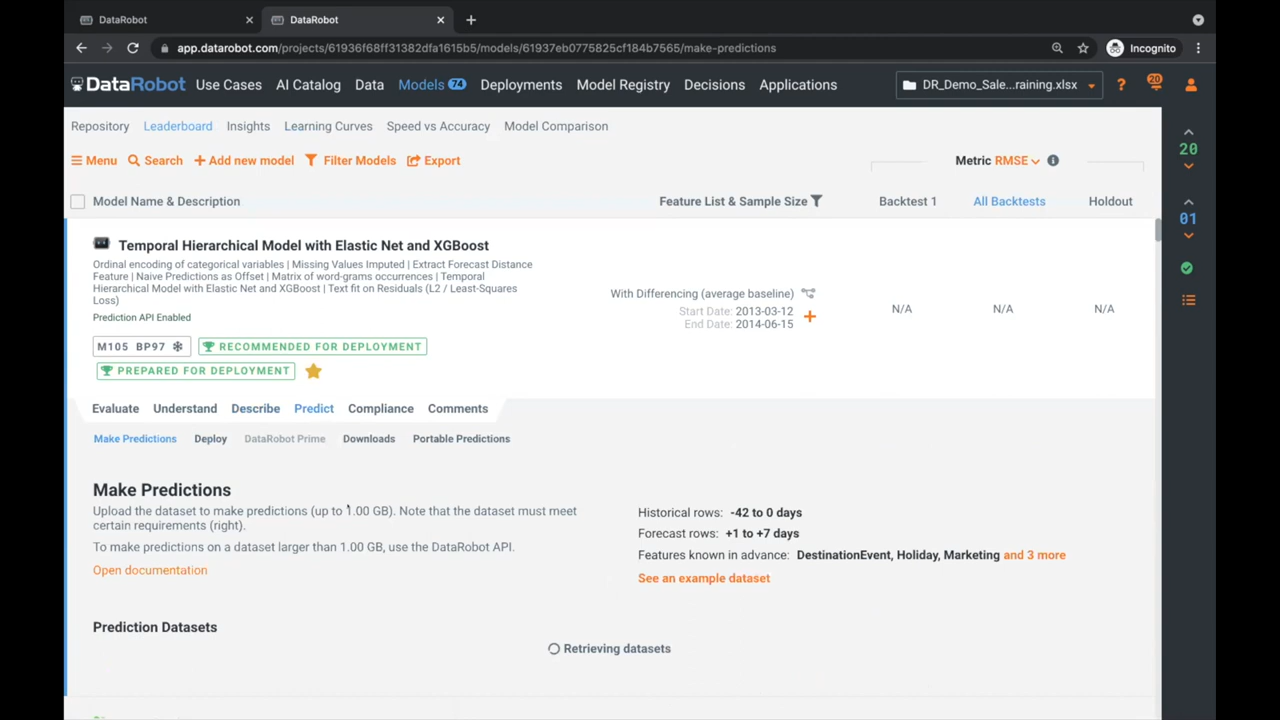 DataRobot
DataRobot
app.datarobot.com/projects/61936f68ff31382dfa1615b5/models/61937eb0775825cf184b7565/make-predictions
Incognito
DataRobot Use Cases AI Catalog Data Models 74 Deployments Model Registry Decisions Applications DR_Demo_Sale...raining.xlsx ? 20
Repository Leaderboard Insights Learning Curves Speed vs Accuracy Model Comparison
20
Menu Search Add new model Filter Models Export Metric RMSE
Model Name & Description Feature List & Sample Size Backtest 1 All Backtests Holdout
01
Temporal Hierarchical Model with Elastic Net and XGBoost
Ordinal encoding of categorical variables | Missing Values Imputed | Extract Forecast Distance
Feature | Naive Predictions as Offset | Matrix of word-grams occurrences | Temporal
Hierarchical Model with Elastic Net and XGBoost | Text fit on Residuals (L2 / Least-Squares
Loss)
Prediction API Enabled
With Differencing (average baseline)
Start Date: 2013-03-12
End Date: 2014-06-15
N/A N/A N/A
M105 BP97 RECOMMENDED FOR DEPLOYMENT
PREPARED FOR DEPLOYMENT
Evaluate Understand Describe Predict Compliance Comments
Make Predictions Deploy DataRobot Prime Downloads Portable Predictions
Make Predictions
Upload the dataset to make predictions (up to 1.00 GB). Note that the dataset must meet
certain requirements (right).
To make predictions on a dataset larger than 1.00 GB, use the DataRobot API.
Open documentation
Historical rows: -42 to 0 days
Forecast rows: +1 to +7 days
Features known in advance: DestinationEvent, Holiday, Marketing and 3 more
See an example dataset
Prediction Datasets
Retrieving datasets